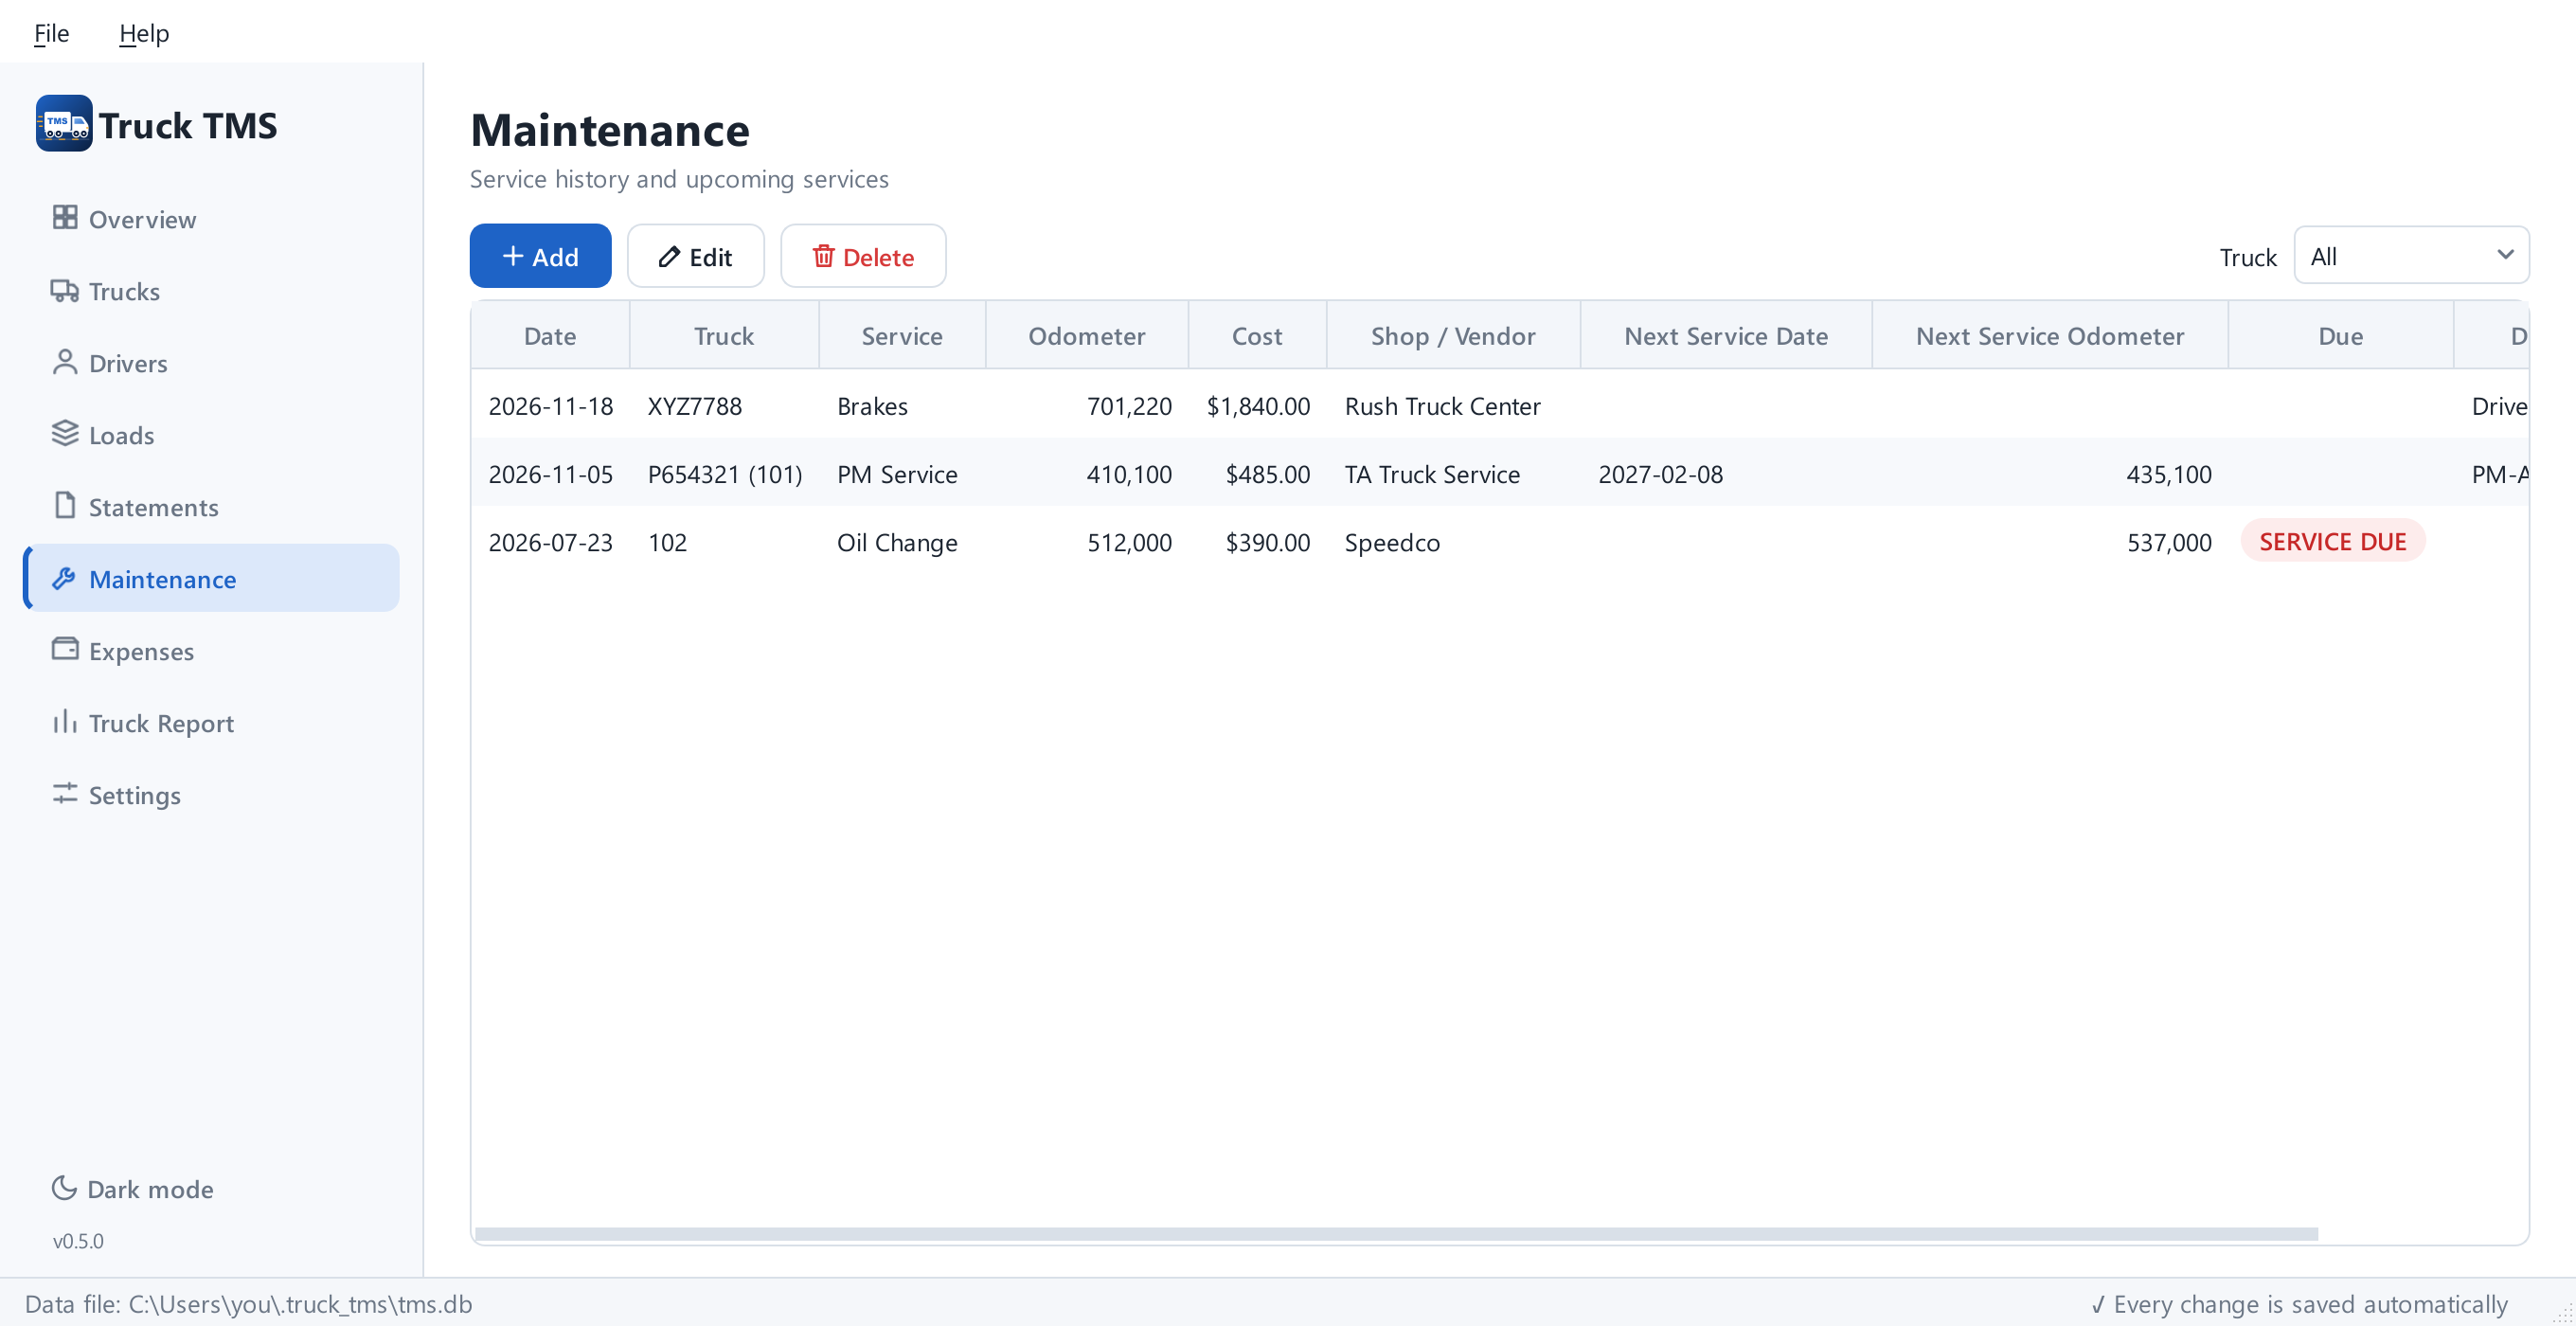 File Help
TMS
Truck TMS
Overview
Trucks
Drivers
Loads
Statements
Maintenance
Expenses
Truck Report
Settings
Dark mode
v0.5.0
Maintenance
Service history and upcoming services
Add Edit Delete Truck All
Date Truck Service Odometer Cost Shop / Vendor Next Service Date Next Service Odometer Due D
2026-11-18 XYZ7788 Brakes 701,220 $1,840.00 Rush Truck Center Drive
2026-11-05 P654321 (101) PM Service 410,100 $485.00 TA Truck Service 2027-02-08 435,100 PM-A
2026-07-23 102 Oil Change 512,000 $390.00 Speedco 537,000 SERVICE DUE
Data file: C:\Users\you\.truck_tms\tms.db ✓ Every change is saved automatically